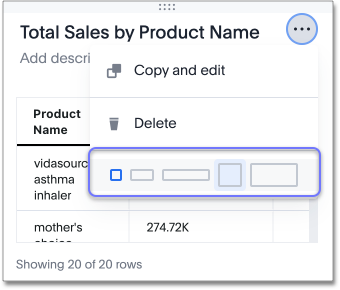 Total Sales by Product Name
Add descri
Copy and edit
Delete
Product
Name
vidasourc
asthma
inhaler
mother's
274.72K
Showing 20 of 20 rows